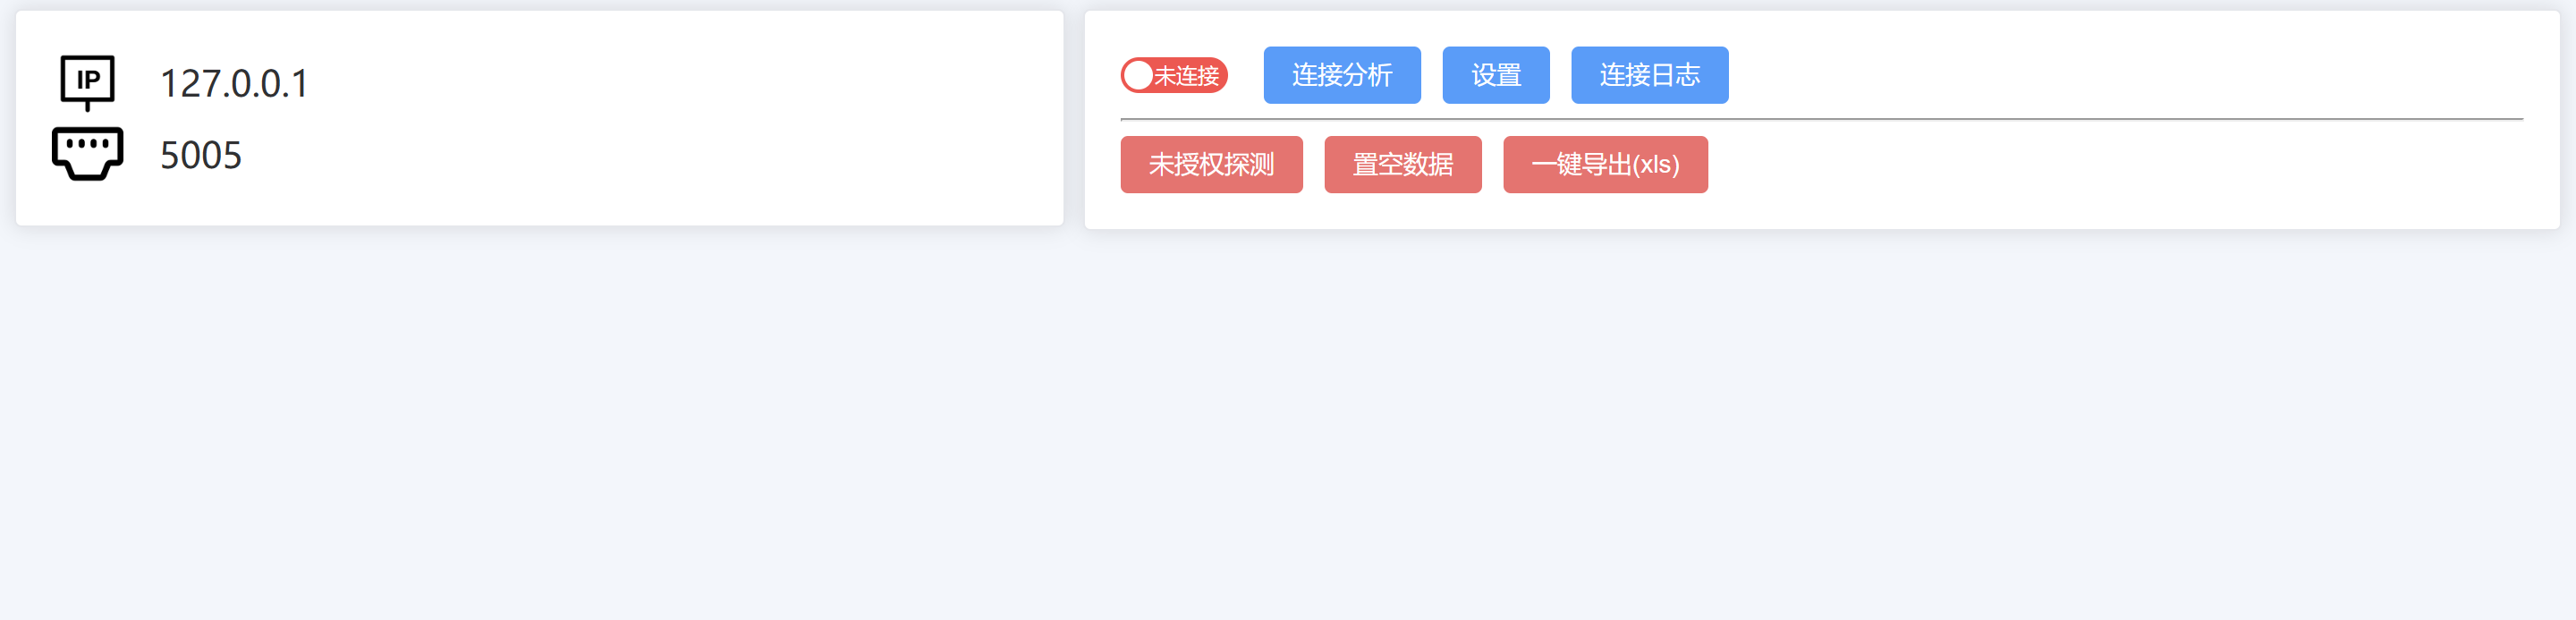 IP 127.0.0.1
5005
未连接 连接分析 设置 连接日志
未授权探测 置空数据 一键导出(xls)